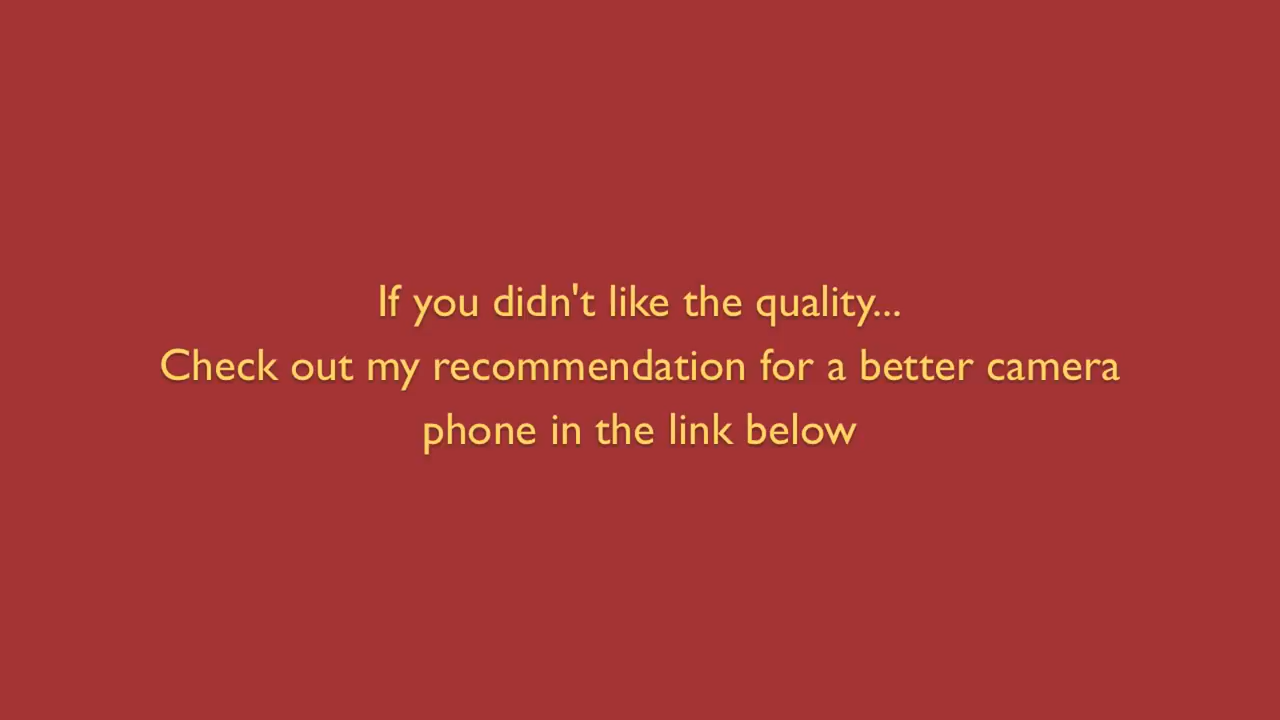 If you didn't like the quality...
Check out my recommendation for a better camera
phone in the link below